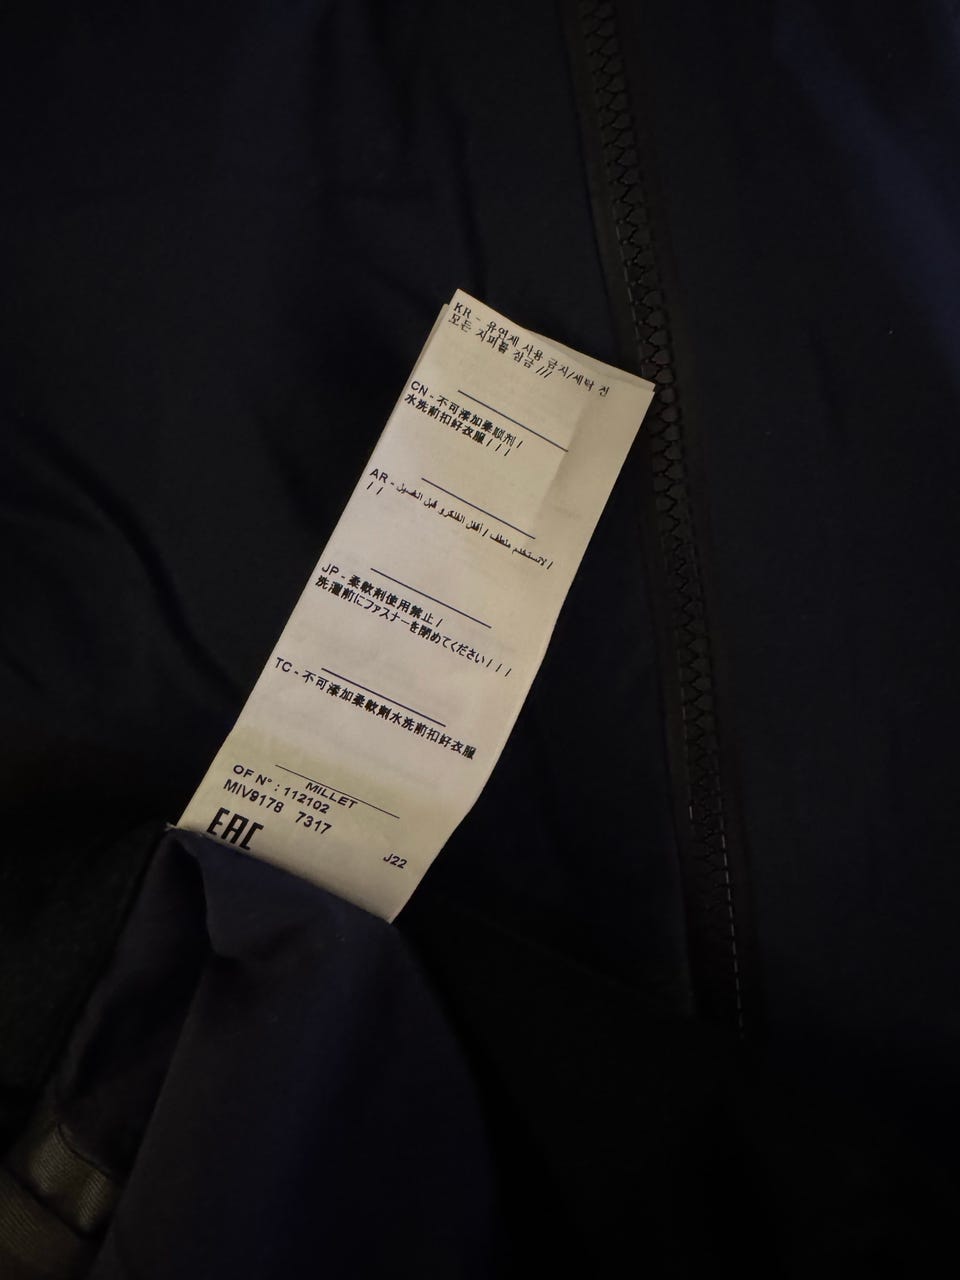 KR - 유연제 사용 금지/세탁 전
모든 지퍼를 잠금 ///
CN - 不可添加柔顺剂 /
水洗前扣好衣服 / / /
AR - لاتستخدم منظف / أقفل الفلكرو قبل الغسيل /
/ /
JP - 柔軟剤使用禁止 /
洗濯前にファスナーを閉めてください / / /
TC - 不可添加柔軟劑水洗前扣好衣服
MILLET
OF N° : 112102
MIV9178 7317
EAC
J22